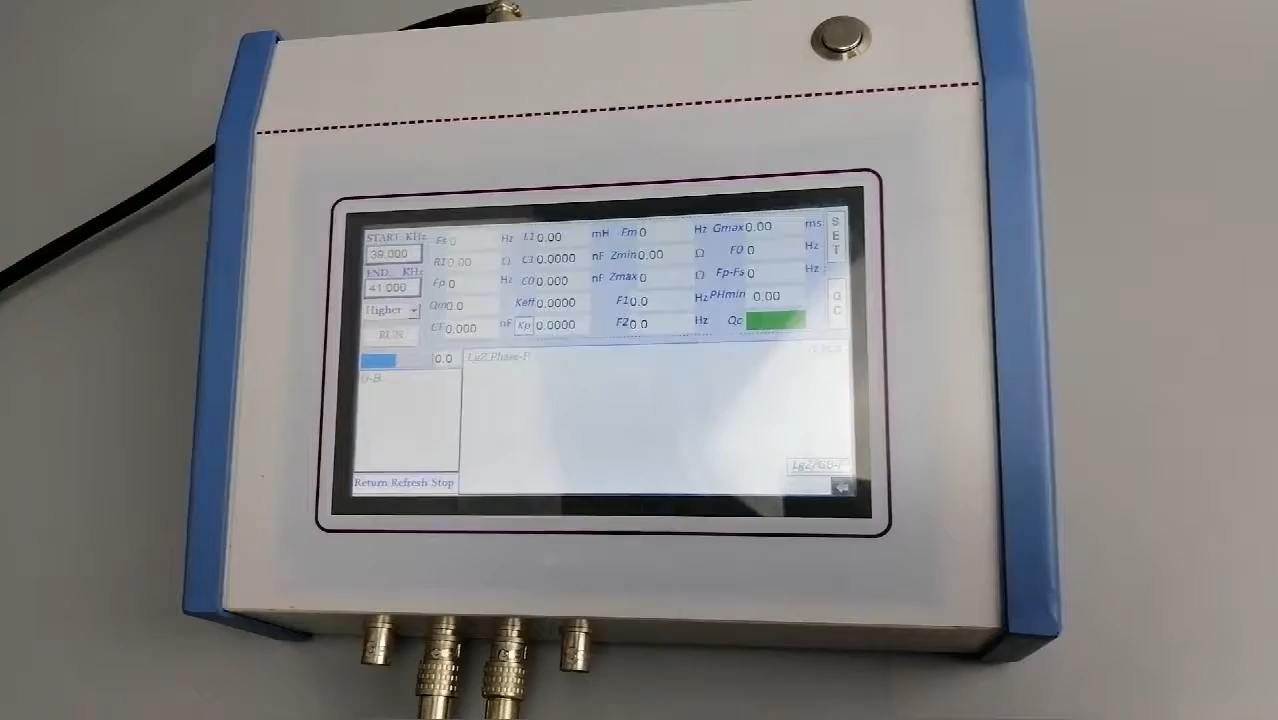 START KHz Fs 0 Hz L1 0.00 mH Fm 0 Hz Gmax 0.00 ms
39.000 R1 0.00 Ω C1 0.0000 nF Zmin 0.00 Ω F0 0 Hz
END KHz Fp 0 Hz C0 0.000 nF Zmax 0 Ω Fp-Fs 0 Hz
41.000 Qm 0.0 Keff 0.0000 F1 0.0 Hz PHmin 0.00
Higher CT 0.000 nF Kp 0.0000 F2 0.0 Hz Qc
RUN
SET
QC
0.0
LgZ,Phase-F
G-B
LgZ/GB-F
Return Refresh Stop